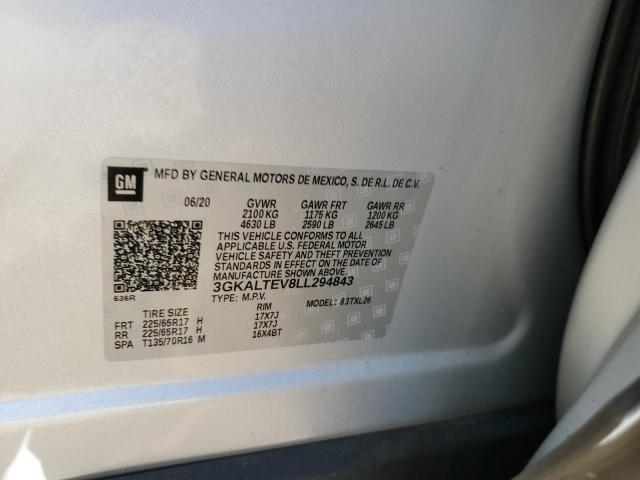 GM
MFD BY GENERAL MOTORS DE MEXICO, S. DE R.L. DE C.V.
06/20 GVWR GAWR FRT GAWR RR
2100 KG 1175 KG 1200 KG
4630 LB 2590 LB 2645 LB
THIS VEHICLE CONFORMS TO ALL
APPLICABLE U.S. FEDERAL MOTOR
VEHICLE SAFETY AND THEFT PREVENTION
STANDARDS IN EFFECT ON THE DATE OF
MANUFACTURE SHOWN ABOVE.
3GKALTEV8LL294843
636R TYPE: M.P.V. MODEL: 83TXL26
TIRE SIZE RIM
FRT 225/65R17 H 17X7J
RR 225/65R17 H 17X7J
SPA T135/70R16 M 16X4BT